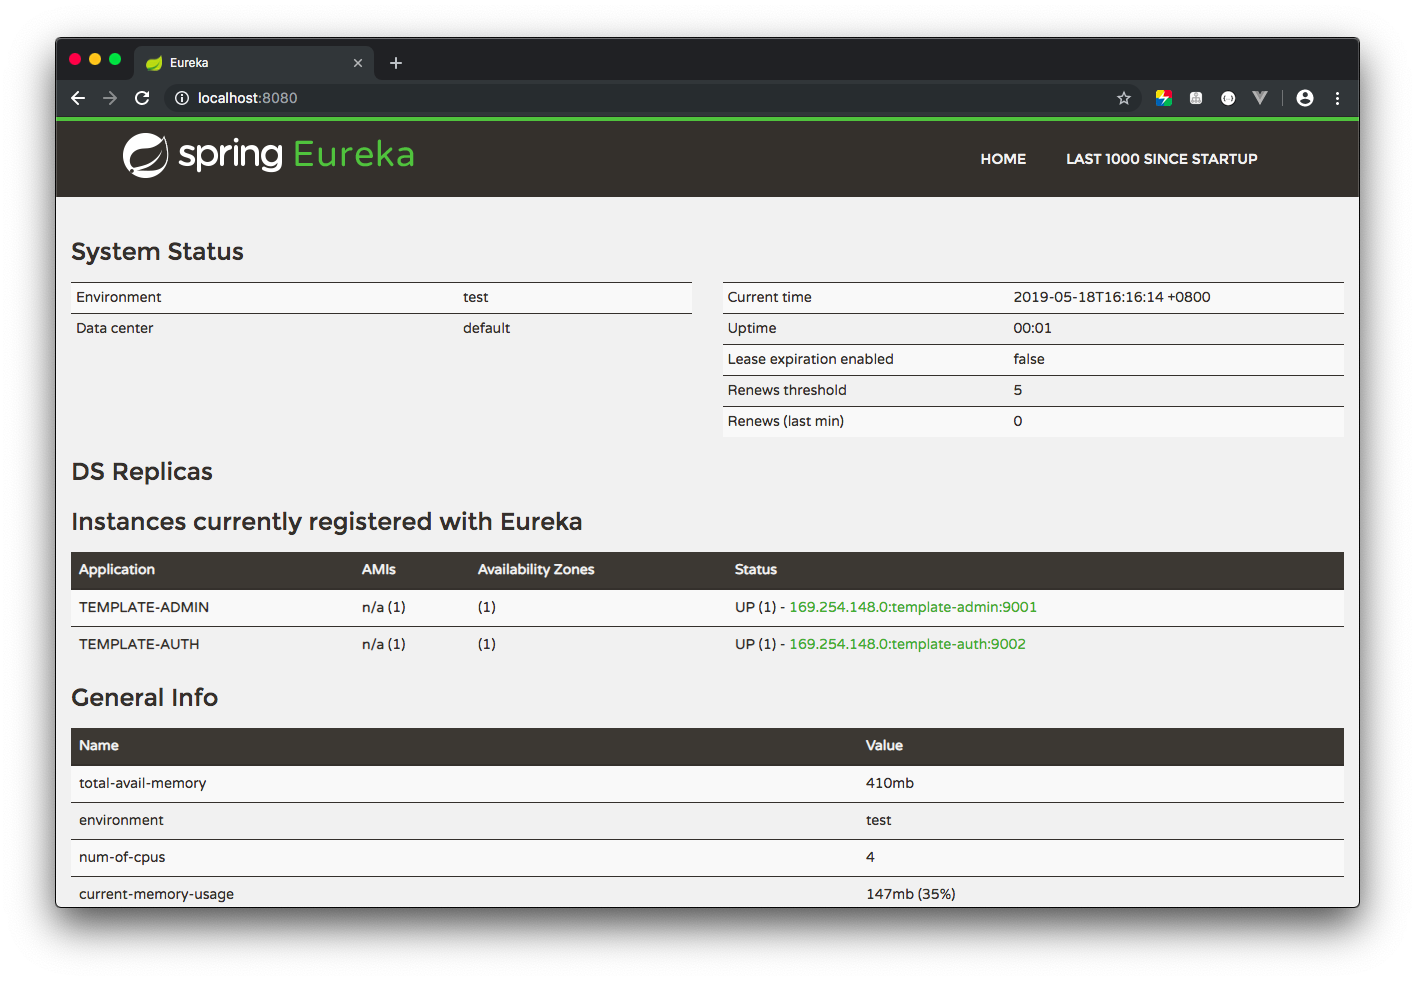 Eureka
localhost:8080
spring Eureka
HOME LAST 1000 SINCE STARTUP
System Status
Environment test
Data center default
Current time 2019-05-18T16:16:14 +0800
Uptime 00:01
Lease expiration enabled false
Renews threshold 5
Renews (last min) 0
DS Replicas
Instances currently registered with Eureka
Application AMIs Availability Zones Status
TEMPLATE-ADMIN n/a (1) (1) UP (1) - 169.254.148.0:template-admin:9001
TEMPLATE-AUTH n/a (1) (1) UP (1) - 169.254.148.0:template-auth:9002
General Info
Name Value
total-avail-memory 410mb
environment test
num-of-cpus 4
current-memory-usage 147mb (35%)